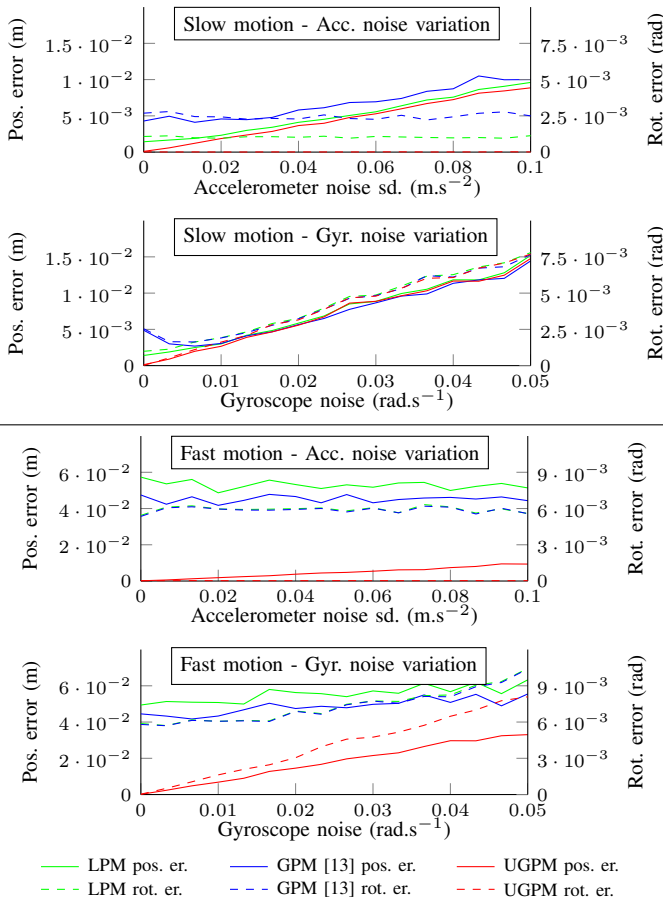 Slow motion - Acc. noise variation
Pos. error (m)
1.5 · 10⁻²
1 · 10⁻²
5 · 10⁻³
0
7.5 · 10⁻³
5 · 10⁻³
2.5 · 10⁻³
0
Rot. error (rad)
0 0.02 0.04 0.06 0.08 0.1
Accelerometer noise sd. (m.s⁻²)
Slow motion - Gyr. noise variation
Pos. error (m)
1.5 · 10⁻²
1 · 10⁻²
5 · 10⁻³
0
7.5 · 10⁻³
5 · 10⁻³
2.5 · 10⁻³
0
Rot. error (rad)
0 0.01 0.02 0.03 0.04 0.05
Gyroscope noise (rad.s⁻¹)
Fast motion - Acc. noise variation
Pos. error (m)
6 · 10⁻²
4 · 10⁻²
2 · 10⁻²
0
9 · 10⁻³
6 · 10⁻³
3 · 10⁻³
0
Rot. error (rad)
0 0.02 0.04 0.06 0.08 0.1
Accelerometer noise sd. (m.s⁻²)
Fast motion - Gyr. noise variation
Pos. error (m)
6 · 10⁻²
4 · 10⁻²
2 · 10⁻²
0
9 · 10⁻³
6 · 10⁻³
3 · 10⁻³
0
Rot. error (rad)
0 0.01 0.02 0.03 0.04 0.05
Gyroscope noise (rad.s⁻¹)
LPM pos. er. GPM [13] pos. er. UGPM pos. er.
LPM rot. er. GPM [13] rot. er. UGPM rot. er.